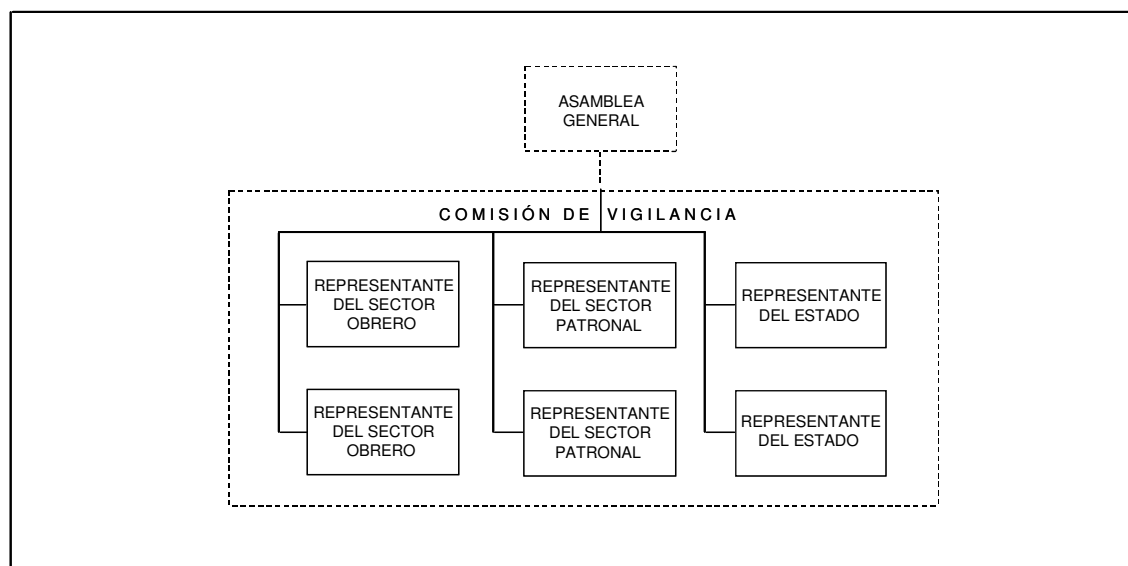 ASAMBLEA
GENERAL
COMISIÓN DE VIGILANCIA
REPRESENTANTE
DEL SECTOR
OBRERO
REPRESENTANTE
DEL SECTOR
PATRONAL
REPRESENTANTE
DEL ESTADO
REPRESENTANTE
DEL SECTOR
OBRERO
REPRESENTANTE
DEL SECTOR
PATRONAL
REPRESENTANTE
DEL ESTADO